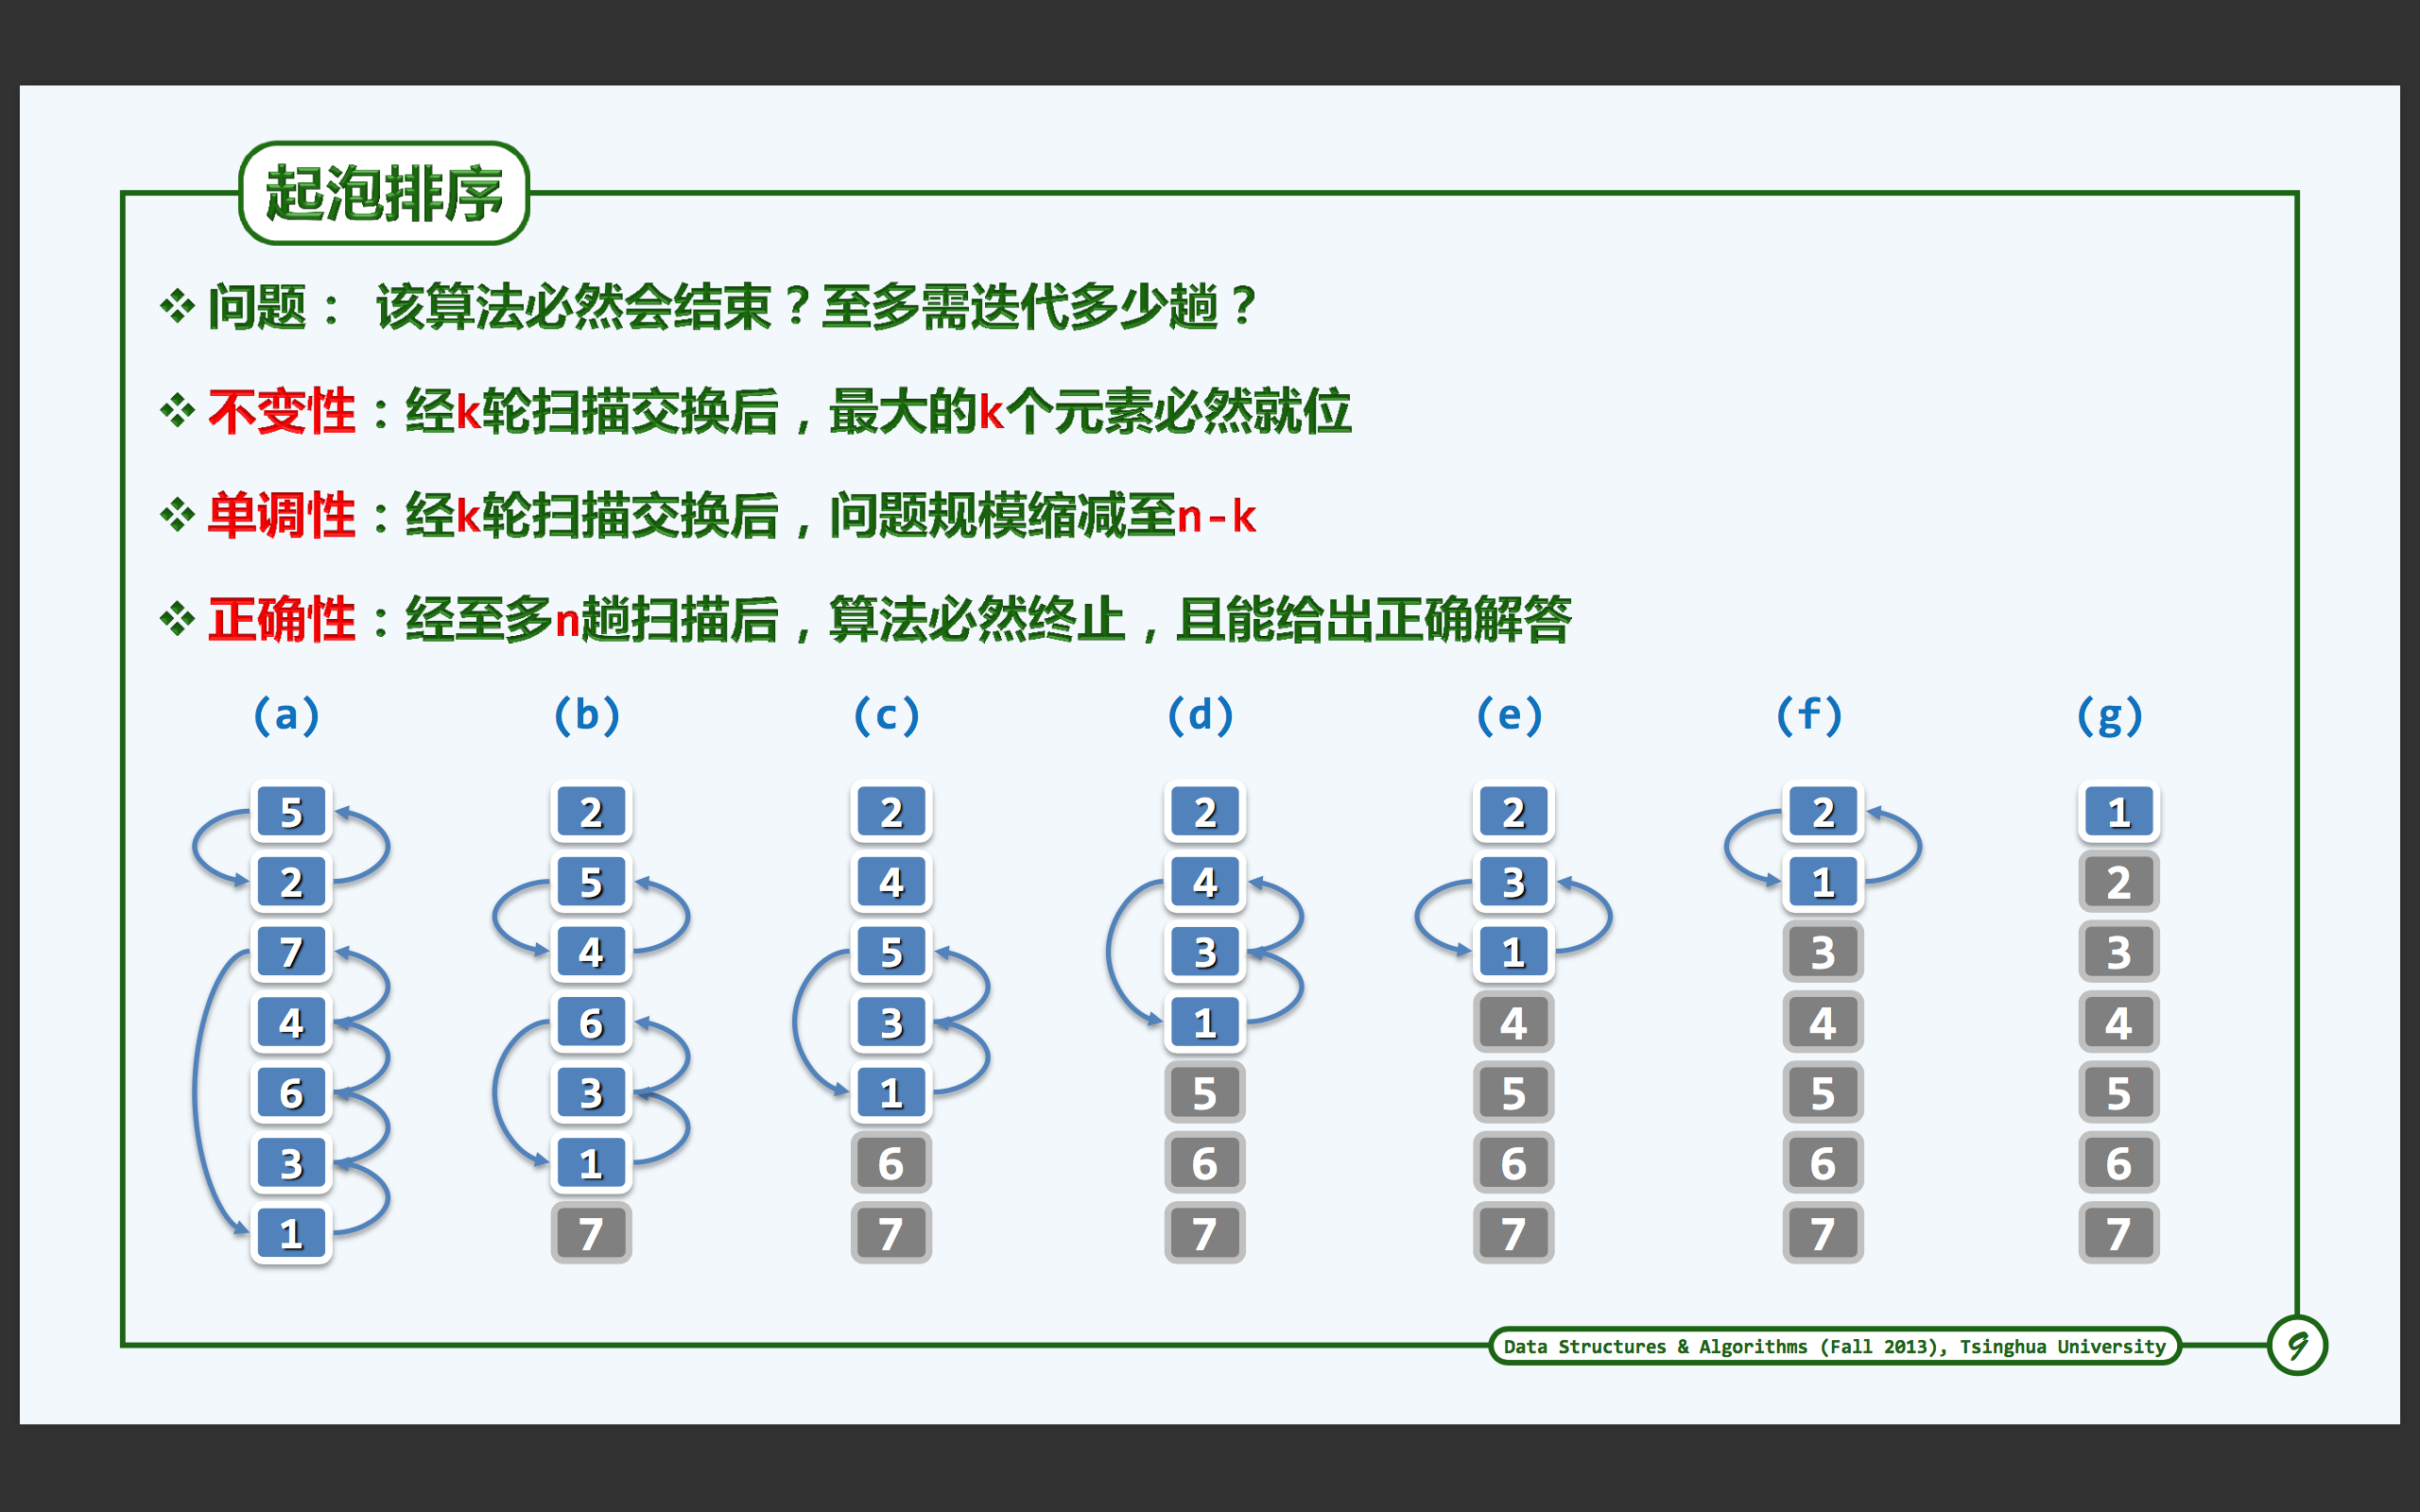 起泡排序
问题： 该算法必然会结束？至多需迭代多少趟？
不变性：经k轮扫描交换后，最大的k个元素必然就位
单调性：经k轮扫描交换后，问题规模缩减至n-k
正确性：经至多n趟扫描后，算法必然终止，且能给出正确解答
(a) (b) (c) (d) (e) (f) (g)
5 2 2 2 2 2 1
2 5 4 4 3 1 2
7 4 5 3 1 3 3
4 6 3 1 4 4 4
6 3 1 5 5 5 5
3 1 6 6 6 6 6
1 7 7 7 7 7 7
Data Structures & Algorithms (Fall 2013), Tsinghua University
9